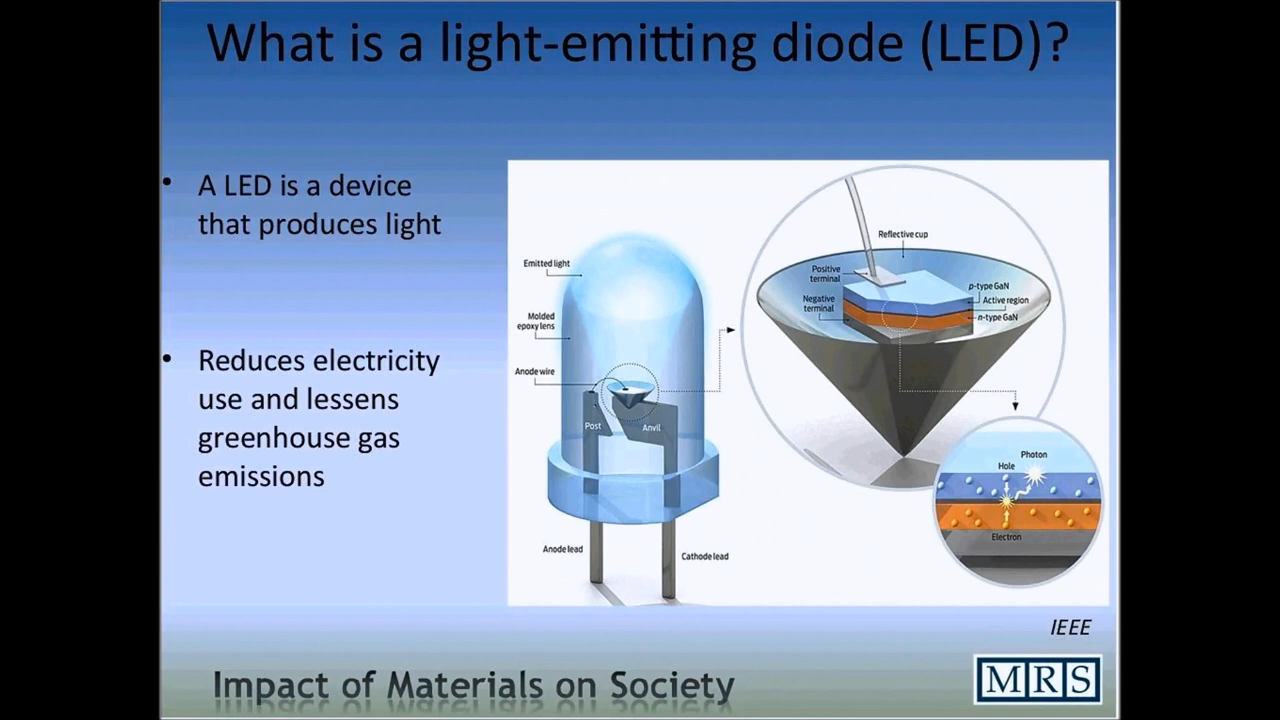 What is a light-emitting diode (LED)?
• A LED is a device
that produces light
• Reduces electricity
use and lessens
greenhouse gas
emissions
Emitted light
Molded
epoxy lens
Anode wire
Post
Anvil
Anode lead
Cathode lead
Reflective cup
Positive
terminal
Negative
terminal
p-type GaN
Active region
n-type GaN
Photon
Hole
Electron
IEEE
Impact of Materials on Society
MRS